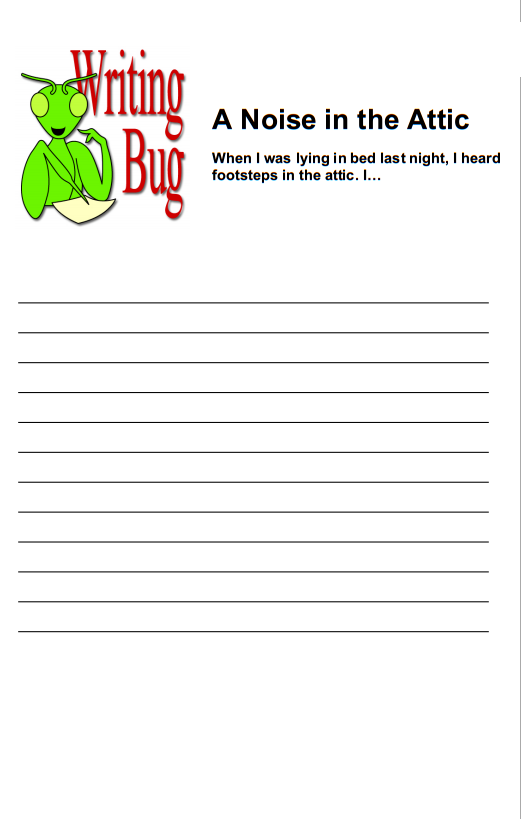 Writing
Bug
A Noise in the Attic
When I was lying in bed last night, I heard
footsteps in the attic. I...